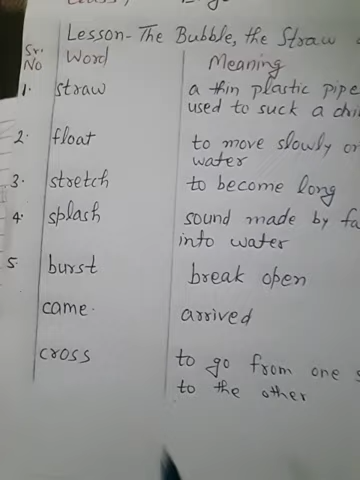 Lesson- The Bubble, the Straw
Sr. No Word Meaning
1. straw a thin plastic pipe
used to suck a
2. float to move slowly
water
3. stretch to become long
4. splash sound made by
into water
5. burst break open
came. arrived
cross to go from one
to the other